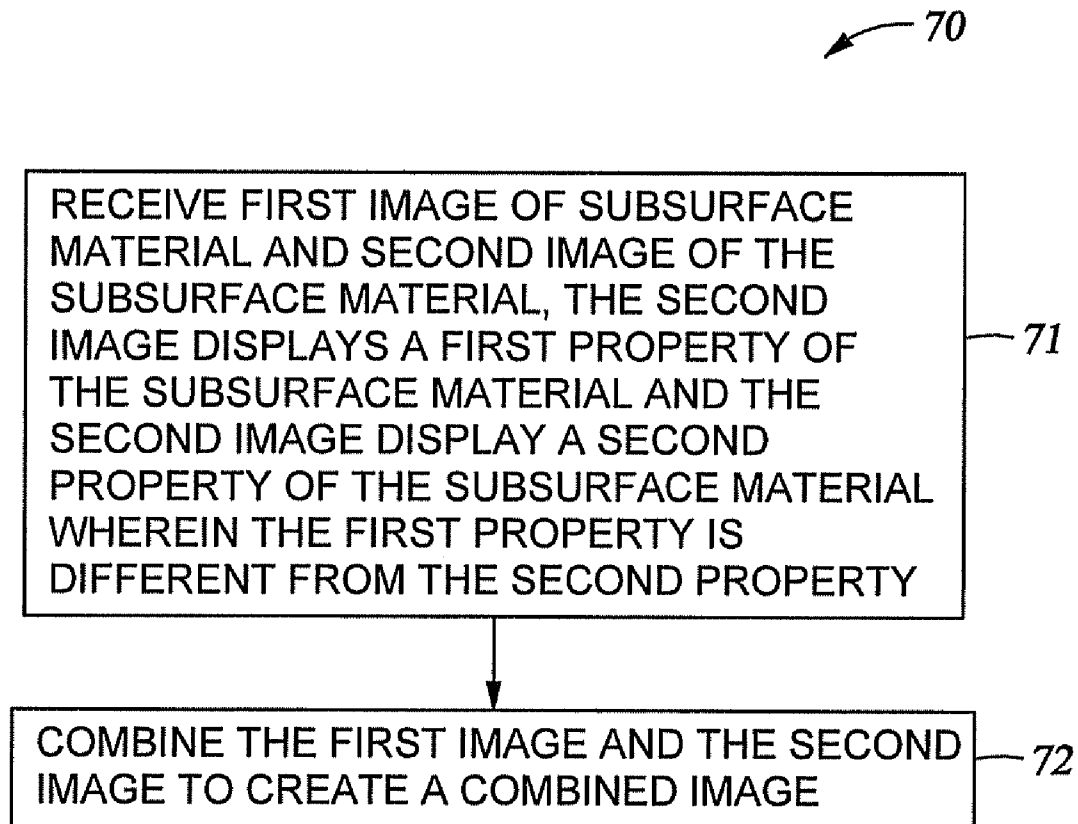 70
RECEIVE FIRST IMAGE OF SUBSURFACE
MATERIAL AND SECOND IMAGE OF THE
SUBSURFACE MATERIAL, THE SECOND
IMAGE DISPLAYS A FIRST PROPERTY OF
THE SUBSURFACE MATERIAL AND THE
SECOND IMAGE DISPLAY A SECOND
PROPERTY OF THE SUBSURFACE MATERIAL
WHEREIN THE FIRST PROPERTY IS
DIFFERENT FROM THE SECOND PROPERTY
71
COMBINE THE FIRST IMAGE AND THE SECOND
IMAGE TO CREATE A COMBINED IMAGE
72